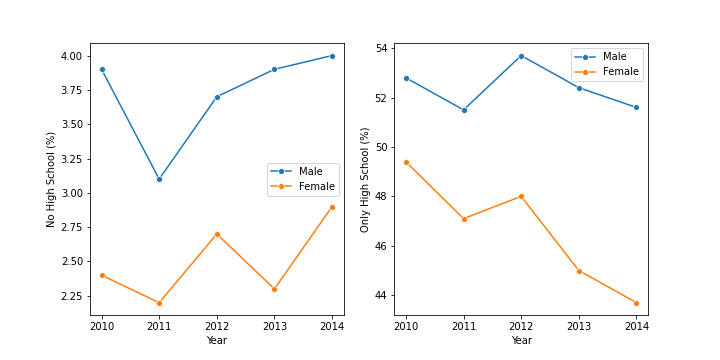 No High School (%)
4.00
3.75
3.50
3.25
3.00
2.75
2.50
2.25
Male
Female
2010 2011 2012 2013 2014
Year
Only High School (%)
54
52
50
48
46
44
Male
Female
2010 2011 2012 2013 2014
Year